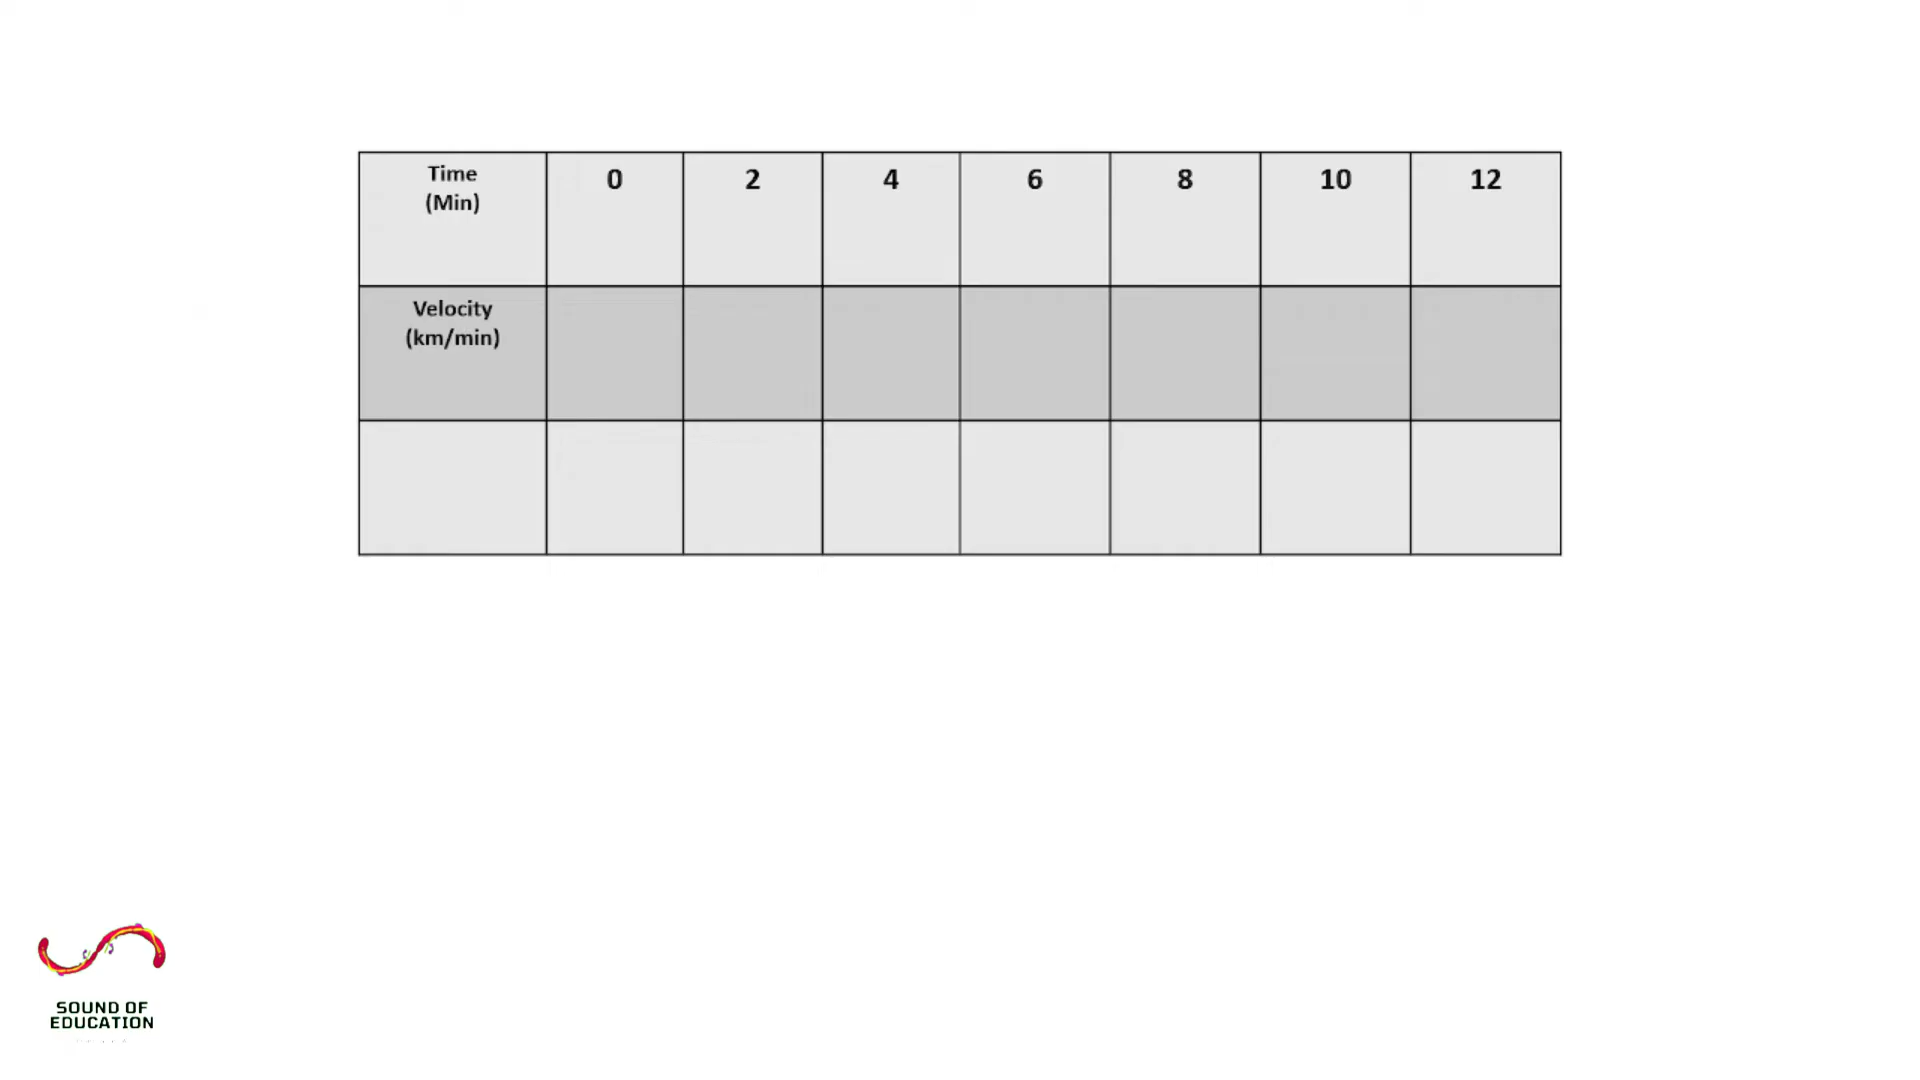 Time
(Min)
0 2 4 6 8 10 12
Velocity
(km/min)
SOUND OF
EDUCATION